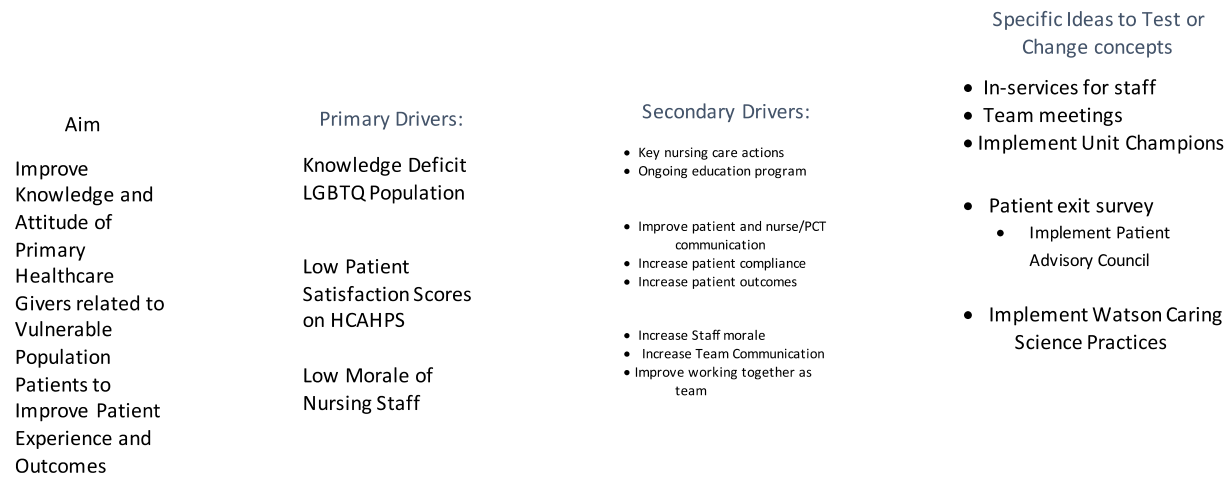 Aim
Improve
Knowledge and
Attitude of
Primary
Healthcare
Givers related to
Vulnerable
Population
Patients to
Improve Patient
Experience and
Outcomes
Primary Drivers:
Knowledge Deficit
LGBTQ Population
Low Patient
Satisfaction Scores
on HCAHPS
Low Morale of
Nursing Staff
Secondary Drivers:
• Key nursing care actions
• Ongoing education program
• Improve patient and nurse/PCT
communication
• Increase patient compliance
• Increase patient outcomes
• Increase Staff morale
• Increase Team Communication
• Improve working together as
team
Specific Ideas to Test or
Change concepts
• In-services for staff
• Team meetings
• Implement Unit Champions
• Patient exit survey
• Implement Patient
Advisory Council
• Implement Watson Caring
Science Practices